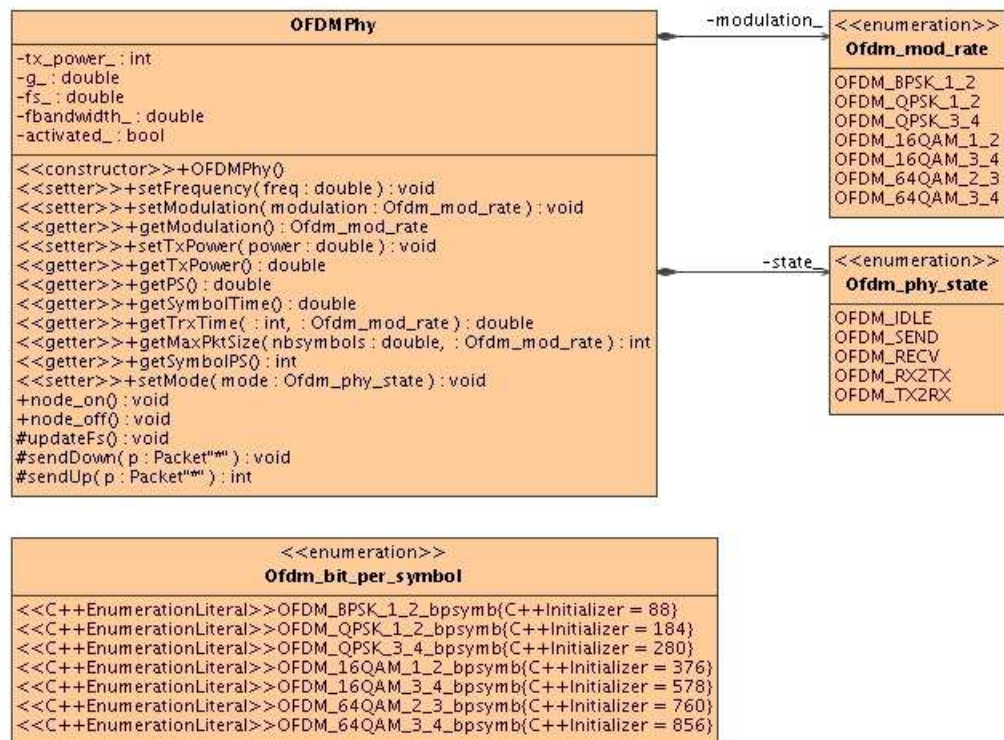 OFDMPhy
-tx_power_ : int
-g_ : double
-fs_ : double
-fbandwidth_ : double
-activated_ : bool
<<constructor>>+OFDMPhy()
<<setter>>+setFrequency( freq : double ) : void
<<setter>>+setModulation( modulation : Ofdm_mod_rate ) : void
<<getter>>+getModulation() : Ofdm_mod_rate
<<setter>>+setTxPower( power : double ) : void
<<getter>>+getTxPower() : double
<<getter>>+getPS() : double
<<getter>>+getSymbolTime() : double
<<getter>>+getTrxTime( : int, : Ofdm_mod_rate ) : double
<<getter>>+getMaxPktSize( nbsymbols : double, : Ofdm_mod_rate ) : int
<<getter>>+getSymbolPS() : int
<<setter>>+setMode( mode : Ofdm_phy_state ) : void
+node_on() : void
+node_off() : void
#updateFs() : void
#sendDown( p : Packet"*" ) : void
#sendUp( p : Packet"*" ) : int
-modulation_
<<enumeration>>
Ofdm_mod_rate
OFDM_BPSK_1_2
OFDM_QPSK_1_2
OFDM_QPSK_3_4
OFDM_16QAM_1_2
OFDM_16QAM_3_4
OFDM_64QAM_2_3
OFDM_64QAM_3_4
-state_
<<enumeration>>
Ofdm_phy_state
OFDM_IDLE
OFDM_SEND
OFDM_RECV
OFDM_RX2TX
OFDM_TX2RX
<<enumeration>>
Ofdm_bit_per_symbol
<<C++EnumerationLiteral>>OFDM_BPSK_1_2_bpsymb{C++Initializer = 88}
<<C++EnumerationLiteral>>OFDM_QPSK_1_2_bpsymb{C++Initializer = 184}
<<C++EnumerationLiteral>>OFDM_QPSK_3_4_bpsymb{C++Initializer = 280}
<<C++EnumerationLiteral>>OFDM_16QAM_1_2_bpsymb{C++Initializer = 376}
<<C++EnumerationLiteral>>OFDM_16QAM_3_4_bpsymb{C++Initializer = 578}
<<C++EnumerationLiteral>>OFDM_64QAM_2_3_bpsymb{C++Initializer = 760}
<<C++EnumerationLiteral>>OFDM_64QAM_3_4_bpsymb{C++Initializer = 856}